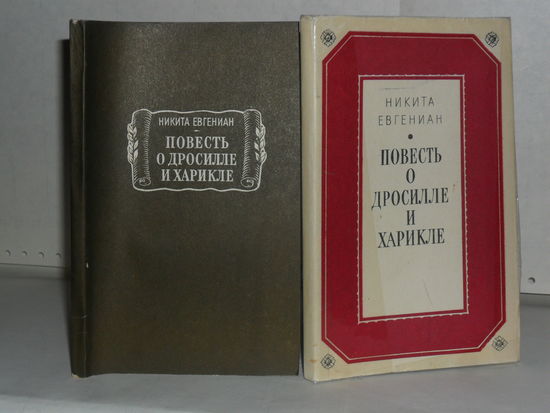 НИКИТА ЕВГЕНИАН
ПОВЕСТЬ
О ДРОСИЛЛЕ
И ХАРИКЛЕ
НИКИТА
ЕВГЕНИАН
ПОВЕСТЬ
О
ДРОСИЛЛЕ
И
ХАРИКЛЕ